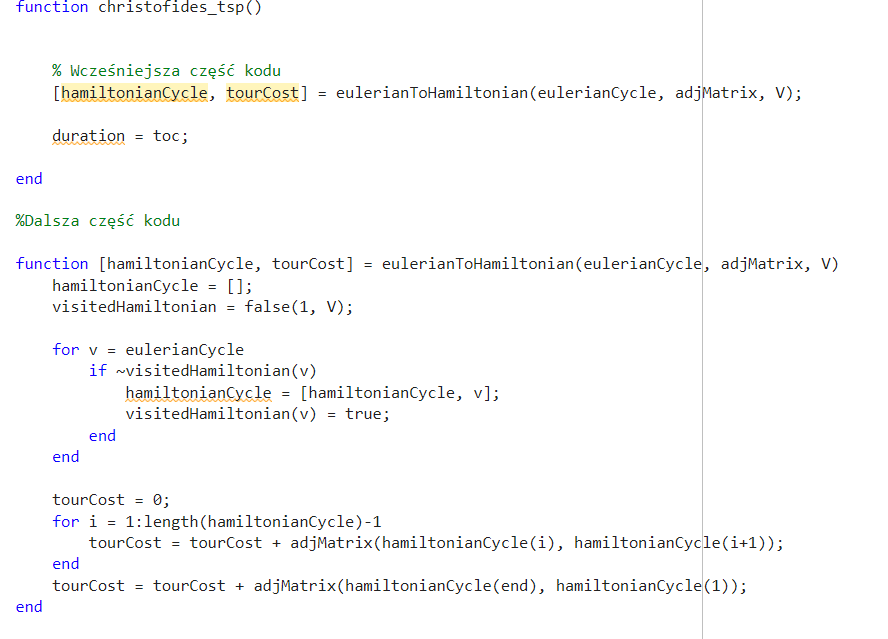 function christofides_tsp()
% Wcześniejsza część kodu
[hamiltonianCycle, tourCost] = eulerianToHamiltonian(eulerianCycle, adjMatrix, V);
duration = toc;
end
%Dalsza część kodu
function [hamiltonianCycle, tourCost] = eulerianToHamiltonian(eulerianCycle, adjMatrix, V)
hamiltonianCycle = [];
visitedHamiltonian = false(1, V);
for v = eulerianCycle
if ~visitedHamiltonian(v)
hamiltonianCycle = [hamiltonianCycle, v];
visitedHamiltonian(v) = true;
end
end
tourCost = 0;
for i = 1:length(hamiltonianCycle)-1
tourCost = tourCost + adjMatrix(hamiltonianCycle(i), hamiltonianCycle(i+1));
end
tourCost = tourCost + adjMatrix(hamiltonianCycle(end), hamiltonianCycle(1));
end